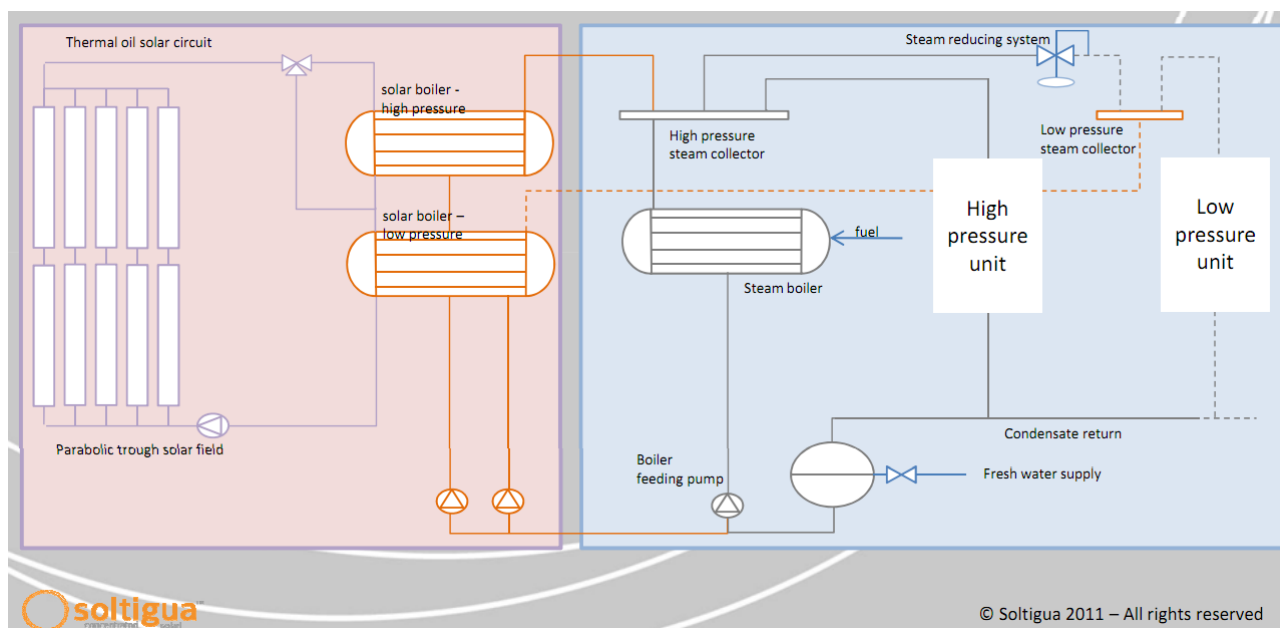 Thermal oil solar circuit
Steam reducing system
solar boiler -
high pressure
High pressure
steam collector
Low pressure
steam collector
solar boiler –
low pressure
fuel
High
pressure
unit
Low
pressure
unit
Steam boiler
Parabolic trough solar field
Condensate return
Boiler
feeding pump
Fresh water supply
soltigua
concentrated
© Soltigua 2011 – All rights reserved